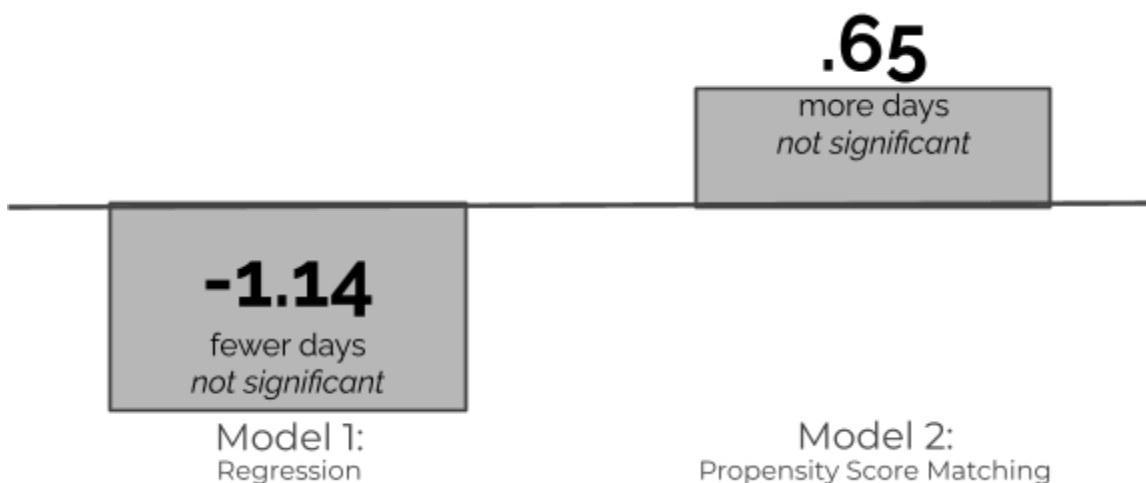 .65
more days
not significant
-1.14
fewer days
not significant
Model 1:
Regression
Model 2:
Propensity Score Matching